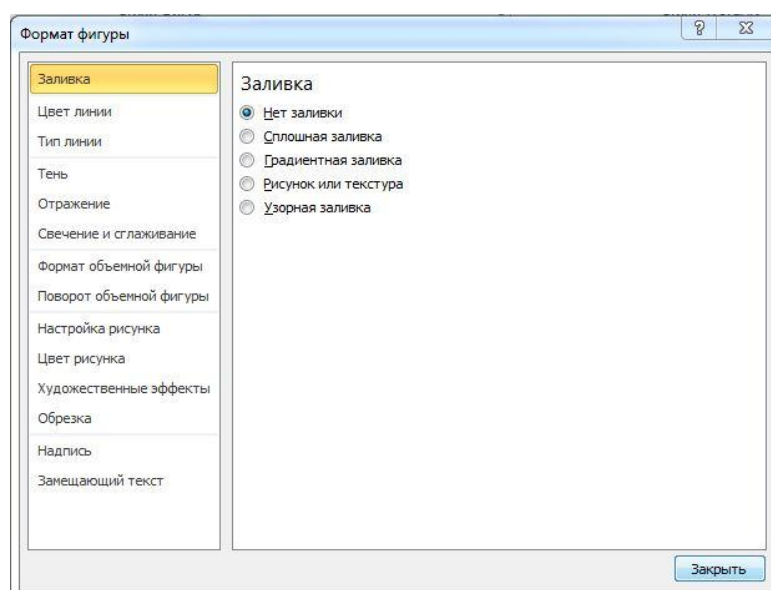 Формат фигуры
Заливка
Цвет линии
Тип линии
Тень
Отражение
Свечение и сглаживание
Формат объемной фигуры
Поворот объемной фигуры
Настройка рисунка
Цвет рисунка
Художественные эффекты
Обрезка
Надпись
Замещающий текст
Заливка
Нет заливки
Сплошная заливка
Градиентная заливка
Рисунок или текстура
Узорная заливка
Закрыть